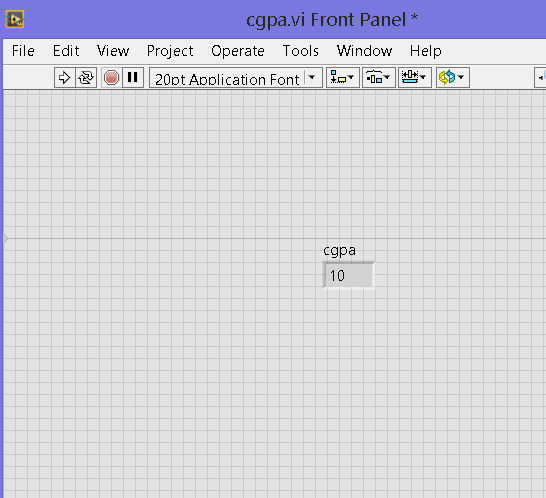 cgpa.vi Front Panel *
File Edit View Project Operate Tools Window Help
20pt Application Font
cgpa
10